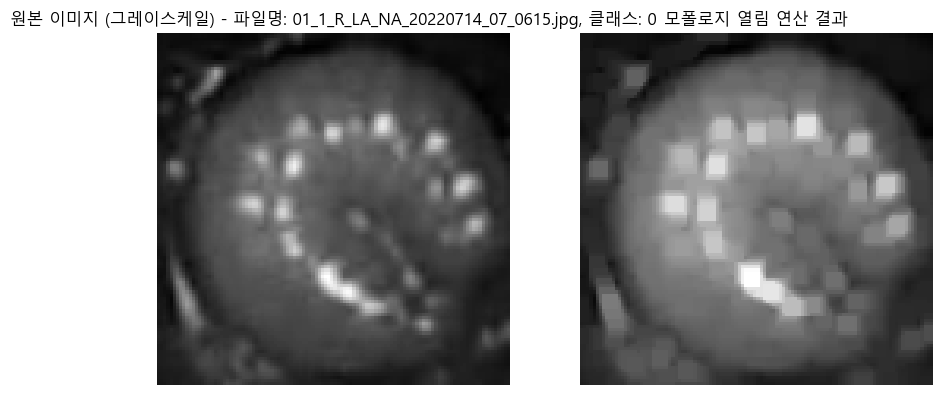 원본 이미지 (그레이스케일) - 파일명: 01_1_R_LA_NA_20220714_07_0615.jpg, 클래스: 0 모폴로지 열림 연산 결과